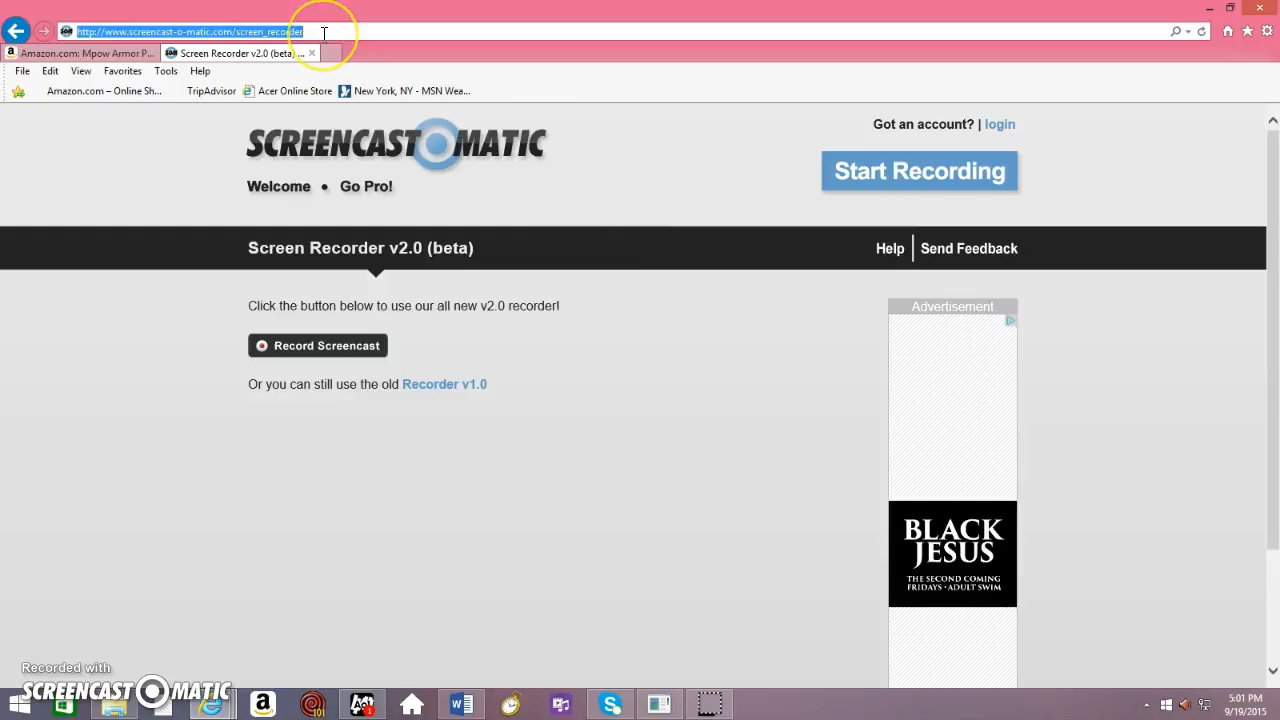 http://www.screencast-o-matic.com/screen_recorder
Amazon.com: Mpow Armor P...
Screen Recorder v2.0 (beta) ...
File Edit View Favorites Tools Help
Amazon.com – Online Sh... TripAdvisor Acer Online Store New York, NY - MSN Wea...
SCREENCAST O MATIC
Got an account? | login
Start Recording
Welcome • Go Pro!
Screen Recorder v2.0 (beta)
Help Send Feedback
Click the button below to use our all new v2.0 recorder!
Record Screencast
Or you can still use the old Recorder v1.0
Advertisement
BLACK
JESUS
THE SECOND COMING
FRIDAYS • ADULT SWIM
Recorded with
SCREENCAST O MATIC
101
1
5:01 PM
9/19/2015